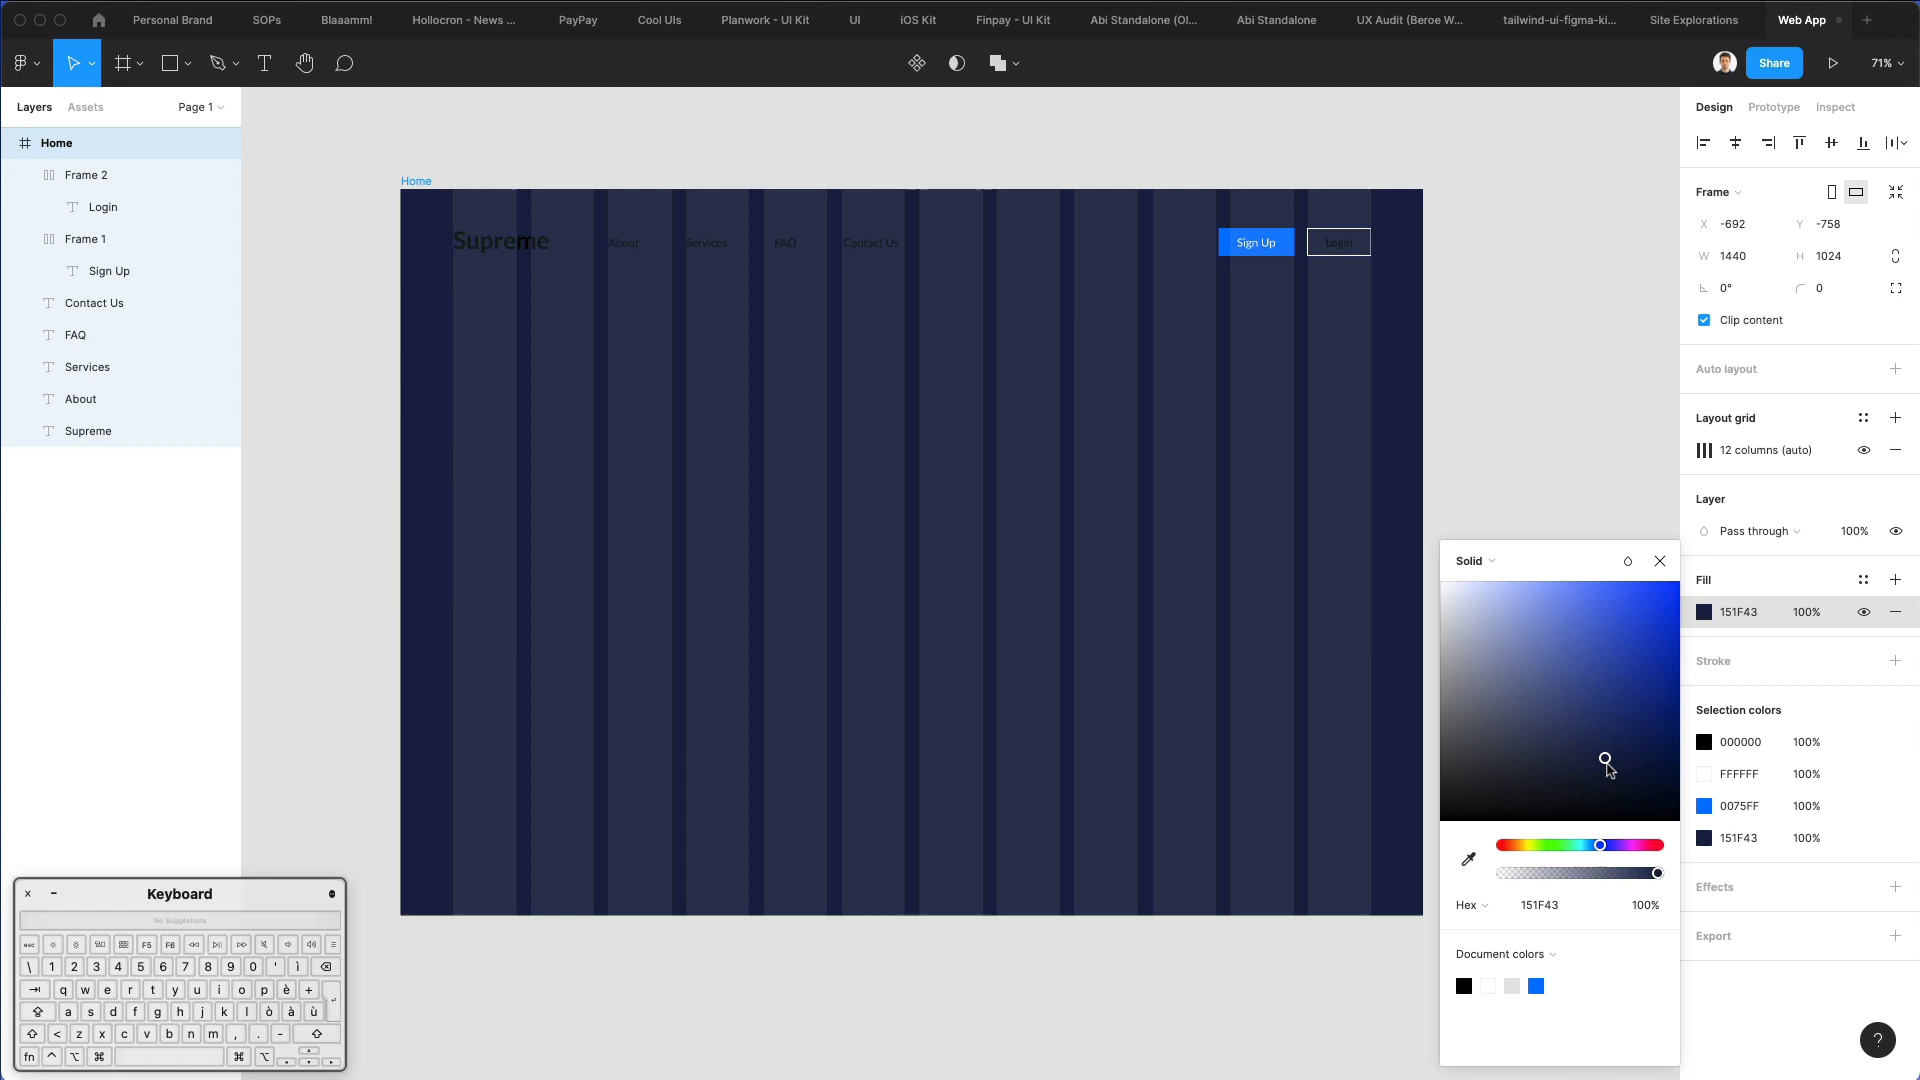 Personal Brand
SOPs
Blaaamm!
Hollocron - News ...
PayPay
Cool UIs
Planwork - UI Kit
UI
iOS Kit
Finpay - UI Kit
Abi Standalone (Ol...
Abi Standalone
UX Audit (Beroe W...
tailwind-ui-figma-ki...
Site Explorations
Web App
Share
71%
Layers
Assets
Page 1
Home
Frame 2
Login
Frame 1
Sign Up
Contact Us
FAQ
Services
About
Supreme
Home
Supreme
About
Services
FAQ
Contact Us
Sign Up
Login
Design
Prototype
Inspect
Frame
X -692
Y -758
W 1440
H 1024
0°
0
Clip content
Auto layout
Layout grid
12 columns (auto)
Layer
Pass through
100%
Fill
151F43 100%
Stroke
Selection colors
000000 100%
FFFFFF 100%
0075FF 100%
151F43 100%
Effects
Export
Solid
Hex 151F43 100%
Document colors
?
Keyboard
No Suggestions
esc F5 F6
\ 1 2 3 4 5 6 7 8 9 0 ' ì
q w e r t y u i o p è +
a s d f g h j k l ò à ù
< z x c v b n m , . -
fn ^ ⌥ ⌘ ⌘ ⌥